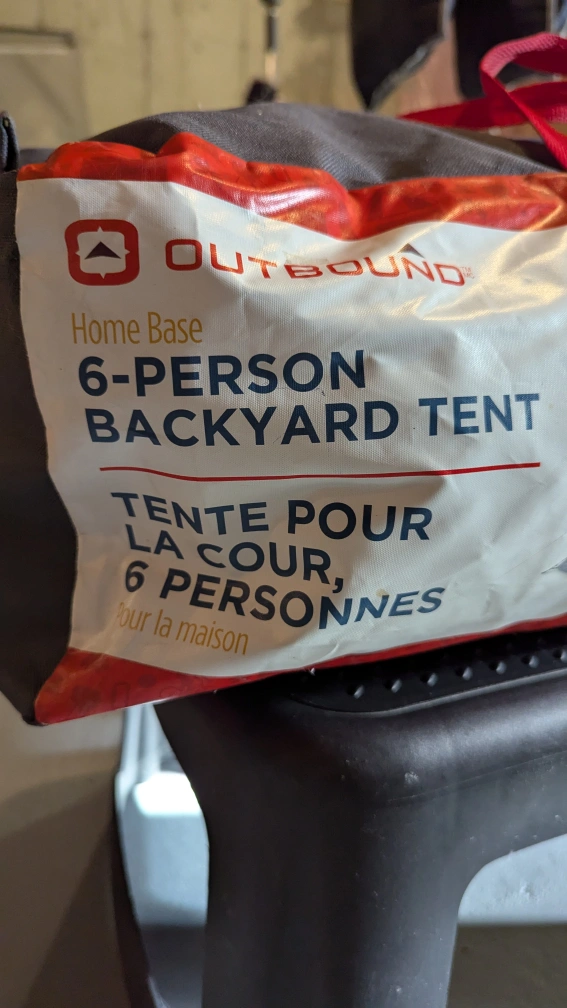 OUTBOUND
Home Base
6-PERSON
BACKYARD TENT
TENTE POUR
LA COUR,
6 PERSONNES
Pour la maison